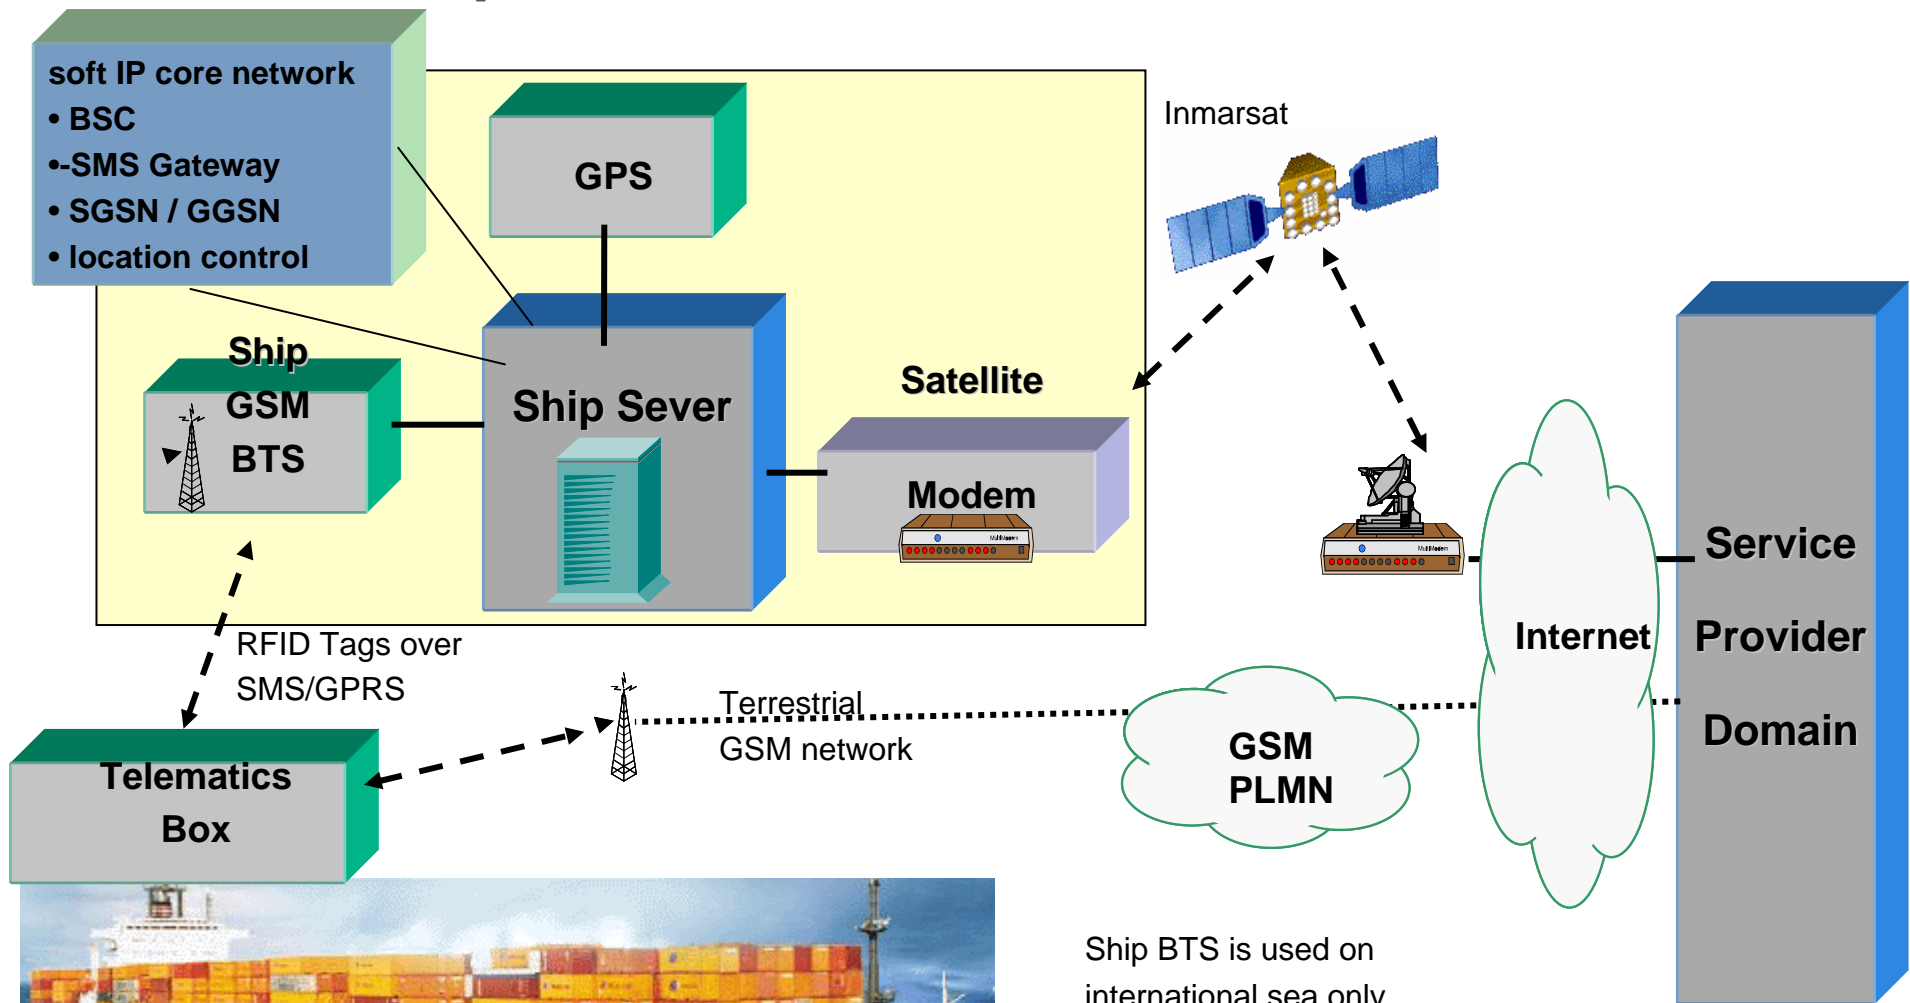 soft IP core network
• BSC
•-SMS Gateway
• SGSN / GGSN
• location control
GPS
Inmarsat
Ship
GSM
BTS
Ship Sever
Satellite
Modem
MultiModem
MultiModem
RFID Tags over
SMS/GPRS
Terrestrial
GSM network
Telematics
Box
GSM
PLMN
Internet
Service
Provider
Domain
Ship BTS is used on
international sea only